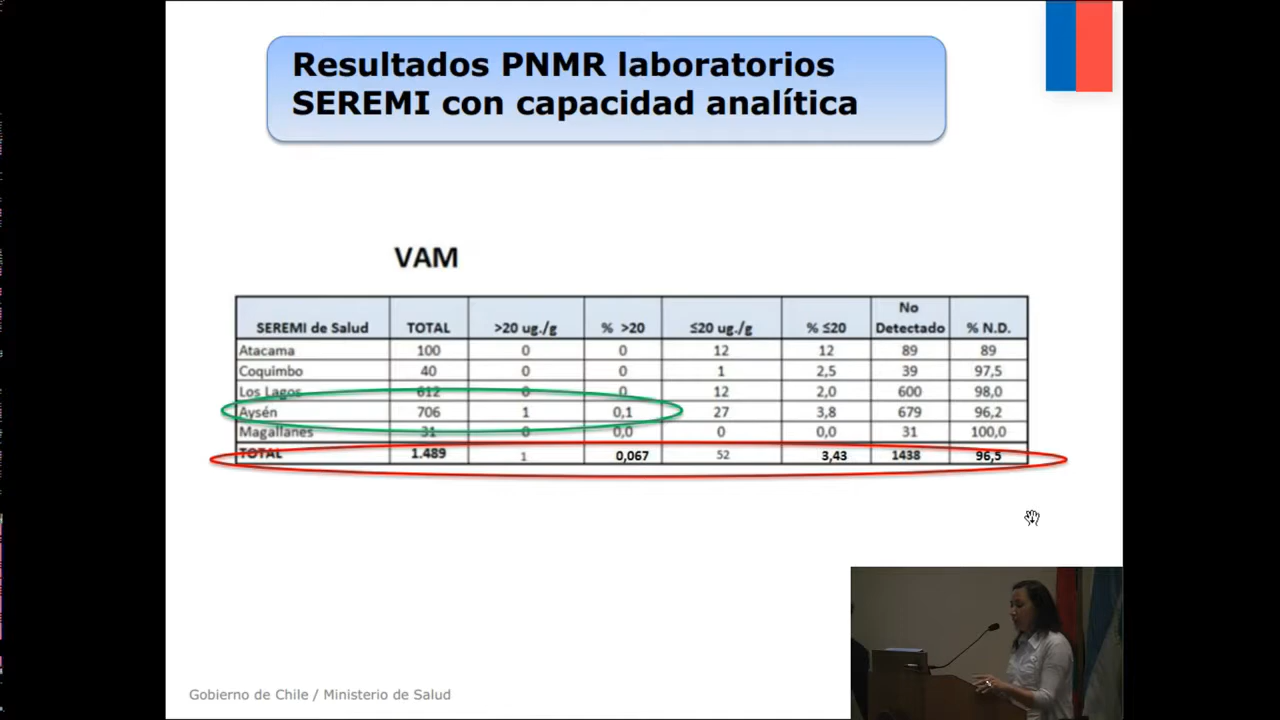 Resultados PNMR laboratorios
SEREMI con capacidad analítica
VAM
SEREMI de Salud TOTAL >20 ug./g % >20 ≤20 ug./g % ≤20 No Detectado % N.D.
Atacama 100 0 0 12 12 89 89
Coquimbo 40 0 0 1 2,5 39 97,5
Los Lagos 612 0 0 12 2,0 600 98,0
Aysén 706 1 0,1 27 3,8 679 96,2
Magallanes 31 0 0,0 0 0,0 31 100,0
TOTAL 1.489 1 0,067 52 3,43 1438 96,5
Gobierno de Chile / Ministerio de Salud